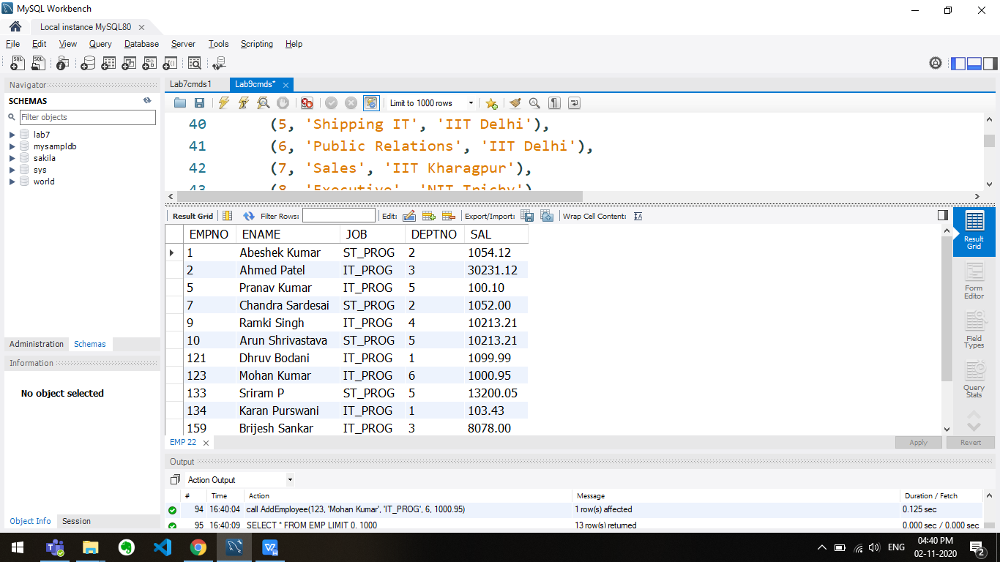 MySQL Workbench
Local instance MySQL80
File Edit View Query Database Server Tools Scripting Help
Navigator
SCHEMAS
Filter objects
lab7
mysampldb
sakila
sys
world
Administration Schemas
Information
No object selected
Object Info Session
Lab7cmds1 Lab9cmds*
Limit to 1000 rows
40 (5, 'Shipping IT', 'IIT Delhi'),
41 (6, 'Public Relations', 'IIT Delhi'),
42 (7, 'Sales', 'IIT Kharagpur'),
43 (8, 'Executive', 'NIT Trichy')
Result Grid Filter Rows: Edit: Export/Import: Wrap Cell Content: IA
EMPNO ENAME JOB DEPTNO SAL
1 Abeshek Kumar ST_PROG 2 1054.12
2 Ahmed Patel IT_PROG 3 30231.12
5 Pranav Kumar IT_PROG 5 100.10
7 Chandra Sardesai ST_PROG 2 1052.00
9 Ramki Singh IT_PROG 4 10213.21
10 Arun Shrivastava ST_PROG 5 10213.21
121 Dhruv Bodani IT_PROG 1 1099.99
123 Mohan Kumar IT_PROG 6 1000.95
133 Sriram P ST_PROG 5 13200.05
134 Karan Purswani IT_PROG 1 103.43
159 Brijesh Sankar IT_PROG 3 8078.00
Result Grid
Form Editor
Field Types
Query Stats
EMP 22
Apply Revert
Output
Action Output
# Time Action Message Duration / Fetch
94 16:40:04 call AddEmployee(123, 'Mohan Kumar', 'IT_PROG', 6, 1000.95) 1 row(s) affected 0.125 sec
95 16:40:09 SELECT * FROM EMP LIMIT 0, 1000 13 row(s) returned 0.000 sec / 0.000 sec
ENG
04:40 PM
02-11-2020
2